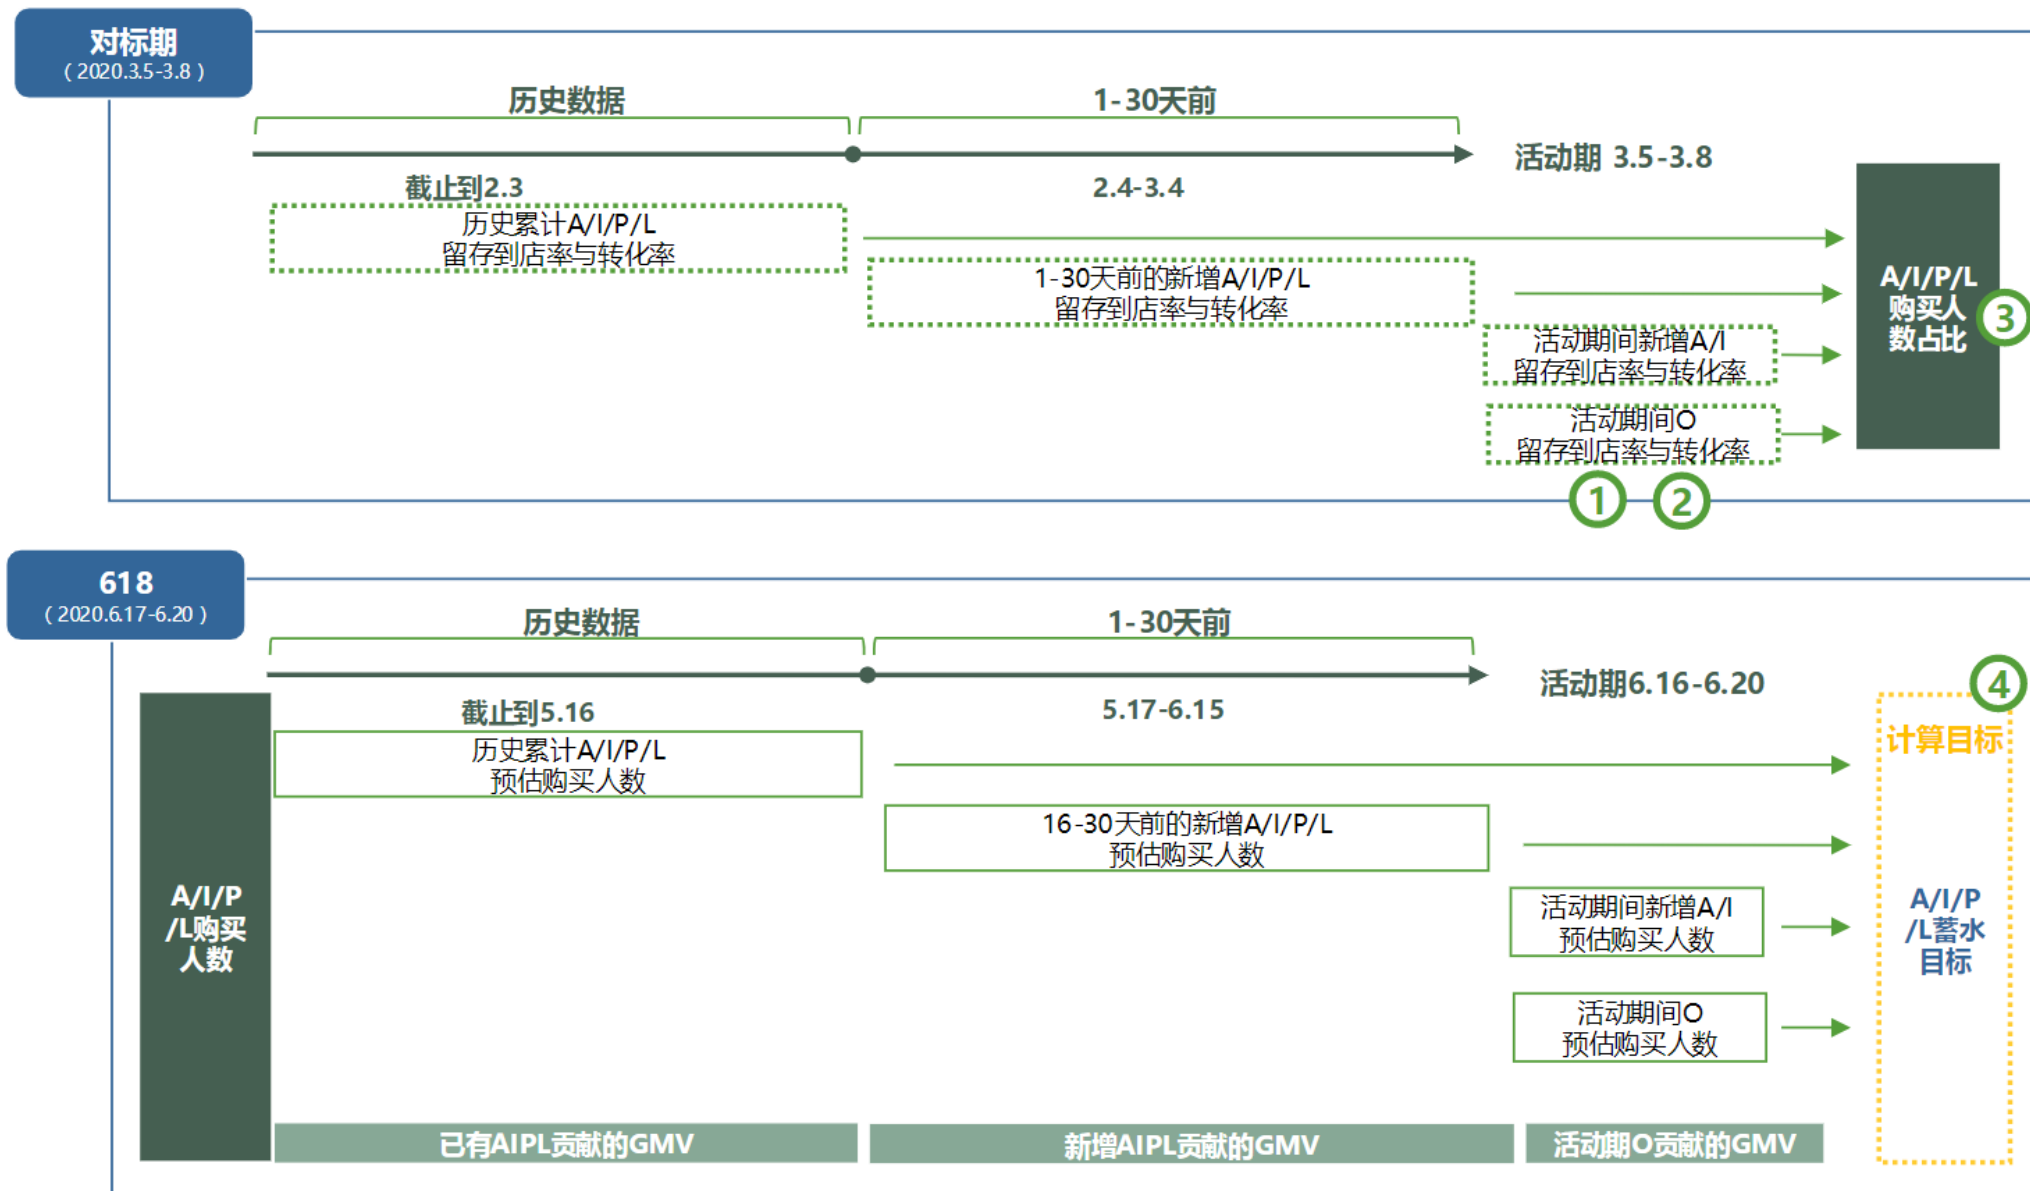 对标期
（2020.3.5-3.8）
历史数据
1-30天前
活动期 3.5-3.8
截止到2.3
2.4-3.4
历史累计A/I/P/L
留存到店率与转化率
1-30天前的新增A/I/P/L
留存到店率与转化率
活动期间新增A/I
留存到店率与转化率
活动期间O
留存到店率与转化率
A/I/P/L
购买人
数占比
③
①
②
618
（2020.6.17-6.20）
历史数据
1-30天前
活动期6.16-6.20
截止到5.16
5.17-6.15
A/I/P
/L购买
人数
历史累计A/I/P/L
预估购买人数
16-30天前的新增A/I/P/L
预估购买人数
活动期间新增A/I
预估购买人数
活动期间O
预估购买人数
④
计算目标
A/I/P
/L蓄水
目标
已有AIPL贡献的GMV
新增AIPL贡献的GMV
活动期O贡献的GMV